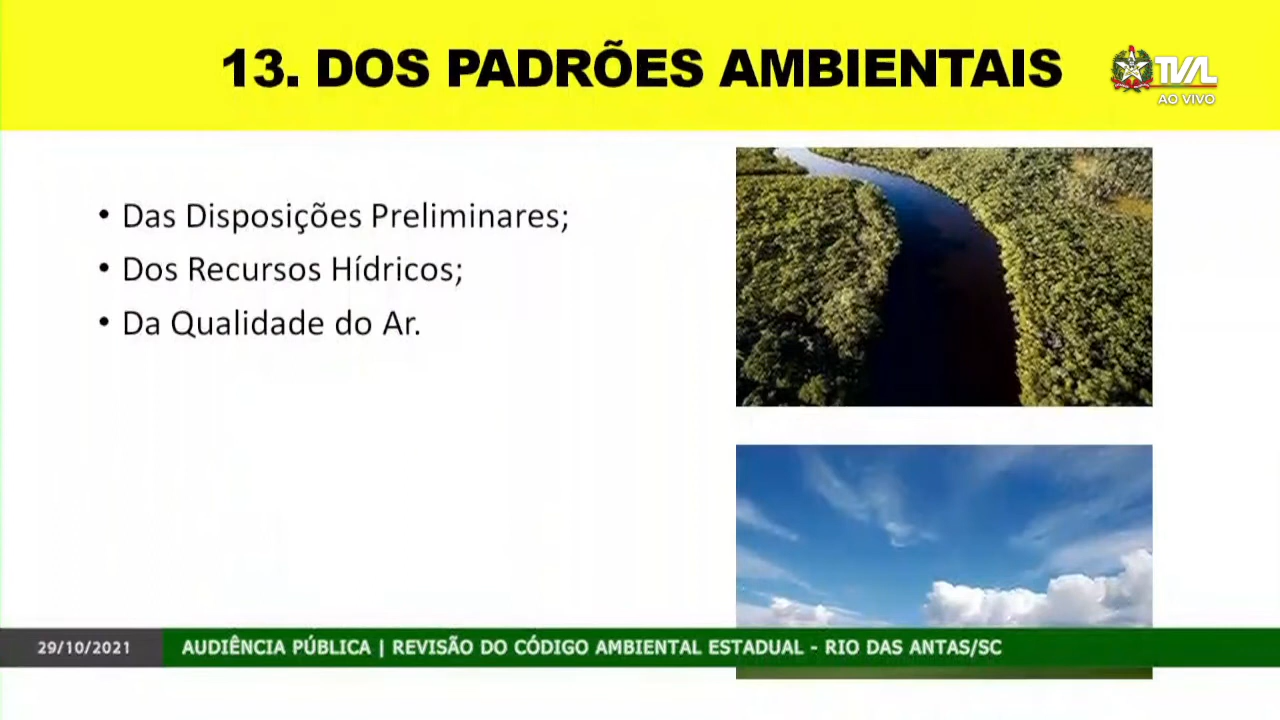 13. DOS PADRÕES AMBIENTAIS
TVAL
AO VIVO
• Das Disposições Preliminares;
• Dos Recursos Hídricos;
• Da Qualidade do Ar.
29/10/2021
AUDIÊNCIA PÚBLICA | REVISÃO DO CÓDIGO AMBIENTAL ESTADUAL - RIO DAS ANTAS/SC